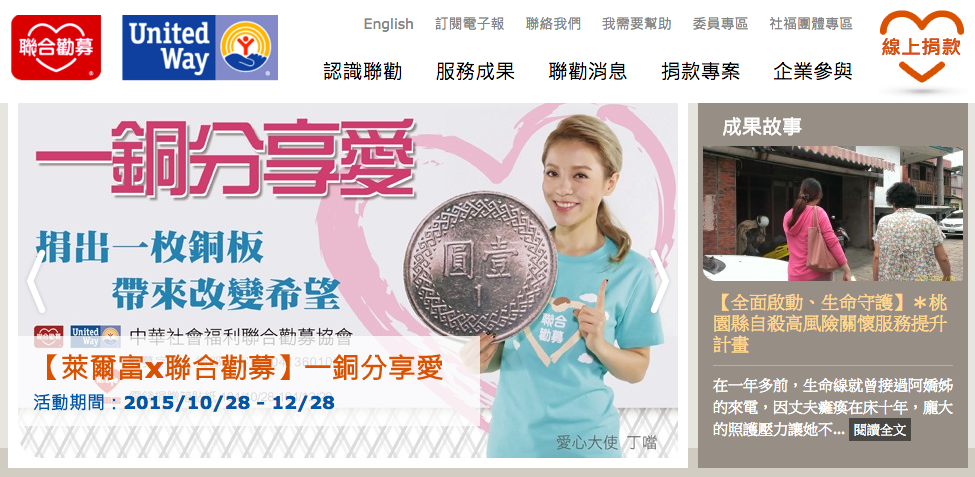 聯合勸募
United
Way
English 訂閱電子報 聯絡我們 我需要幫助 委員專區 社福團體專區
認識聯勸 服務成果 聯勸消息 捐款專案 企業參與
線上捐款
一銅分享愛
捐出一枚銅板
帶來改變希望
圓壹
1
聯合
勸募
United
Way
中華社會福利聯合勸募協會
【萊爾富x聯合勸募】一銅分享愛
活動期間：2015/10/28 - 12/28
愛心大使 丁噹
成果故事
【全面啟動、生命守護】＊桃
園縣自殺高風險關懷服務提升
計畫
在一年多前，生命線就曾接過阿嬌姊
的來電，因丈夫癱瘓在床十年，龐大
的照護壓力讓她不... 閱讀全文